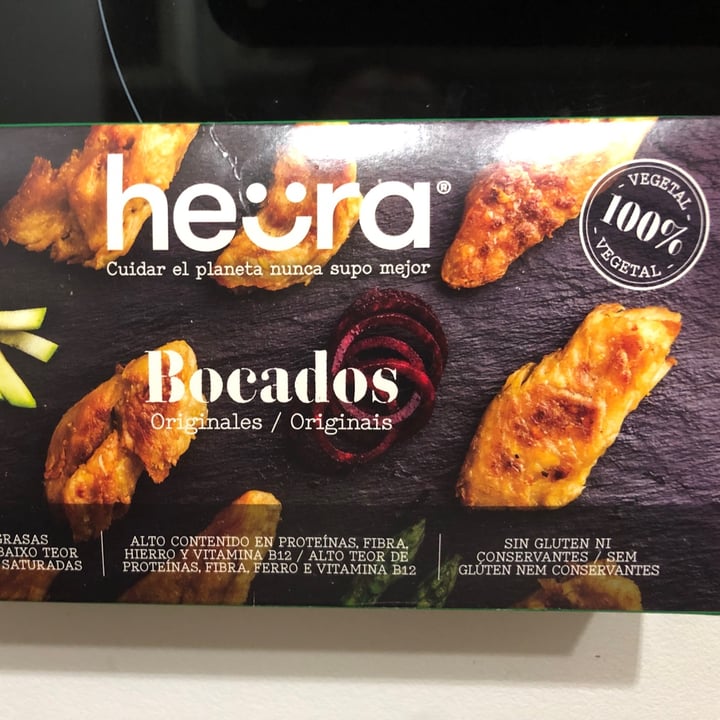 heüra®
Cuidar el planeta nunca supo mejor
- VEGETAL -
100%
- VEGETAL -
Bocados
Originales / Originais
GRASAS
BAIXO TEOR
SATURADAS
ALTO CONTENIDO EN PROTEÍNAS, FIBRA,
HIERRO Y VITAMINA B12 / ALTO TEOR DE
PROTEÍNAS, FIBRA, FERRO E VITAMINA B12
SIN GLUTEN NI
CONSERVANTES / SEM
GLÚTEN NEM CONSERVANTES